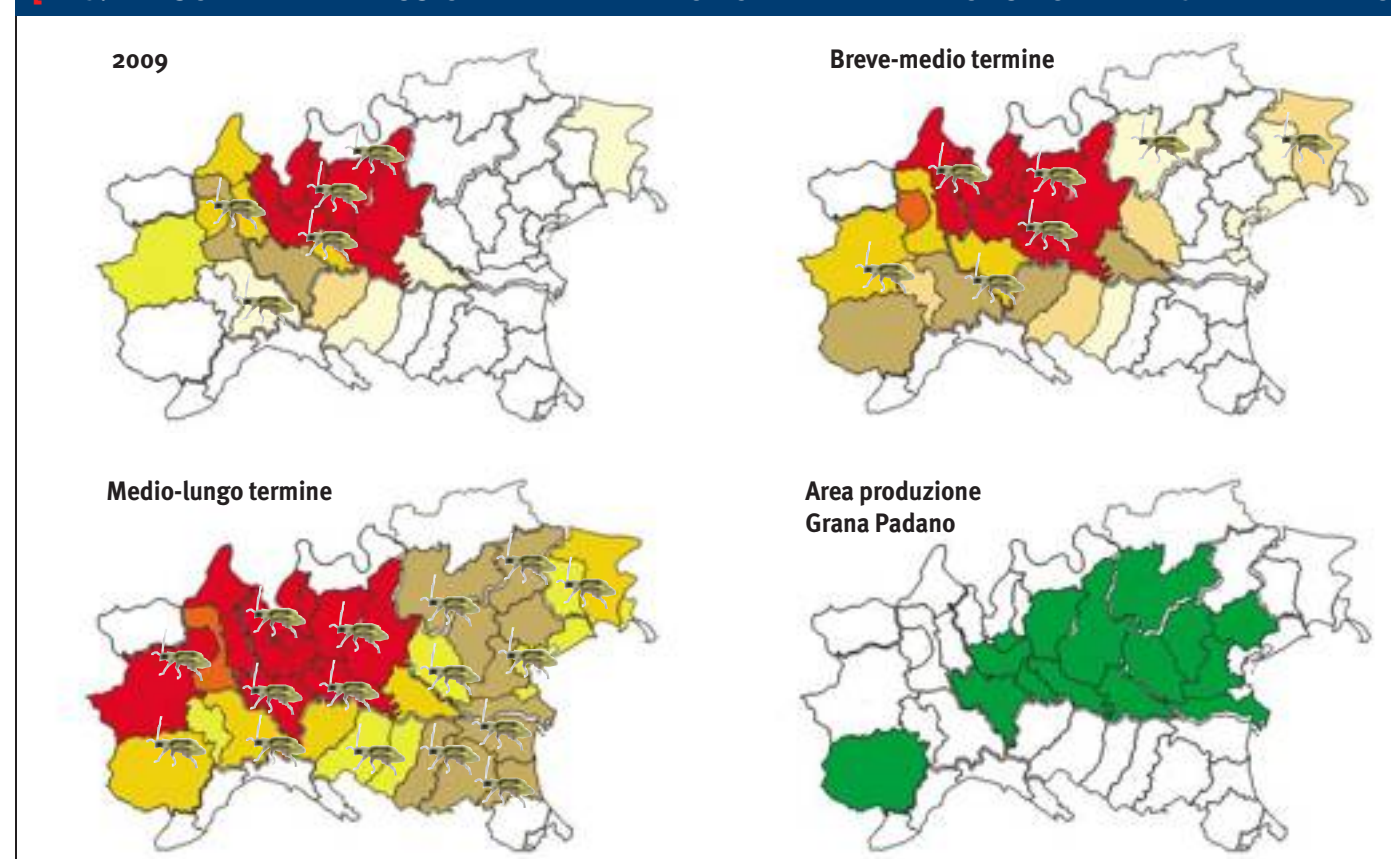 2009
Breve-medio termine
Medio-lungo termine
Area produzione
Grana Padano